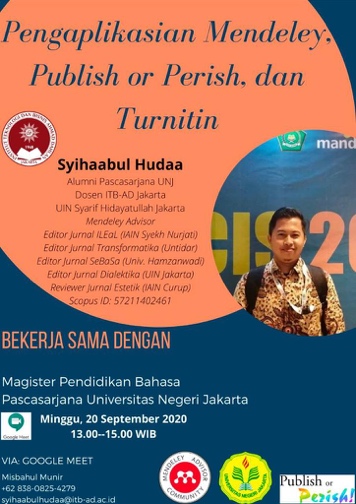 Pengaplikasian Mendeley,
Publish or Perish, dan
Turnitin
Syihaabul Hudaa
Alumni Pascasarjana UNJ
Dosen ITB-AD Jakarta
UIN Syarif Hidayatullah Jakarta
Mendeley Advisor
Editor Jurnal ILEaL (IAIN Syekh Nurjati)
Editor Jurnal Transformatika (Untidar)
Editor Jurnal SeBaSa (Univ. Hamzanwadi)
Editor Jurnal Dialektika (UIN Jakarta)
Reviewer Jurnal Estetik (IAIN Curup)
Scopus ID: 57211402461
mand
CIS 20
BEKERJA SAMA DENGAN
Magister Pendidikan Bahasa
Pascasarjana Universitas Negeri Jakarta
Google Meet
Minggu, 20 September 2020
13.00--15.00 WIB
VIA: GOOGLE MEET
Misbahul Munir
+62 838-0825-4279
syihaabulhudaa@itb-ad.ac.id
MENDELEY ADVISOR
COMMUNITY
Publish or
Perish!